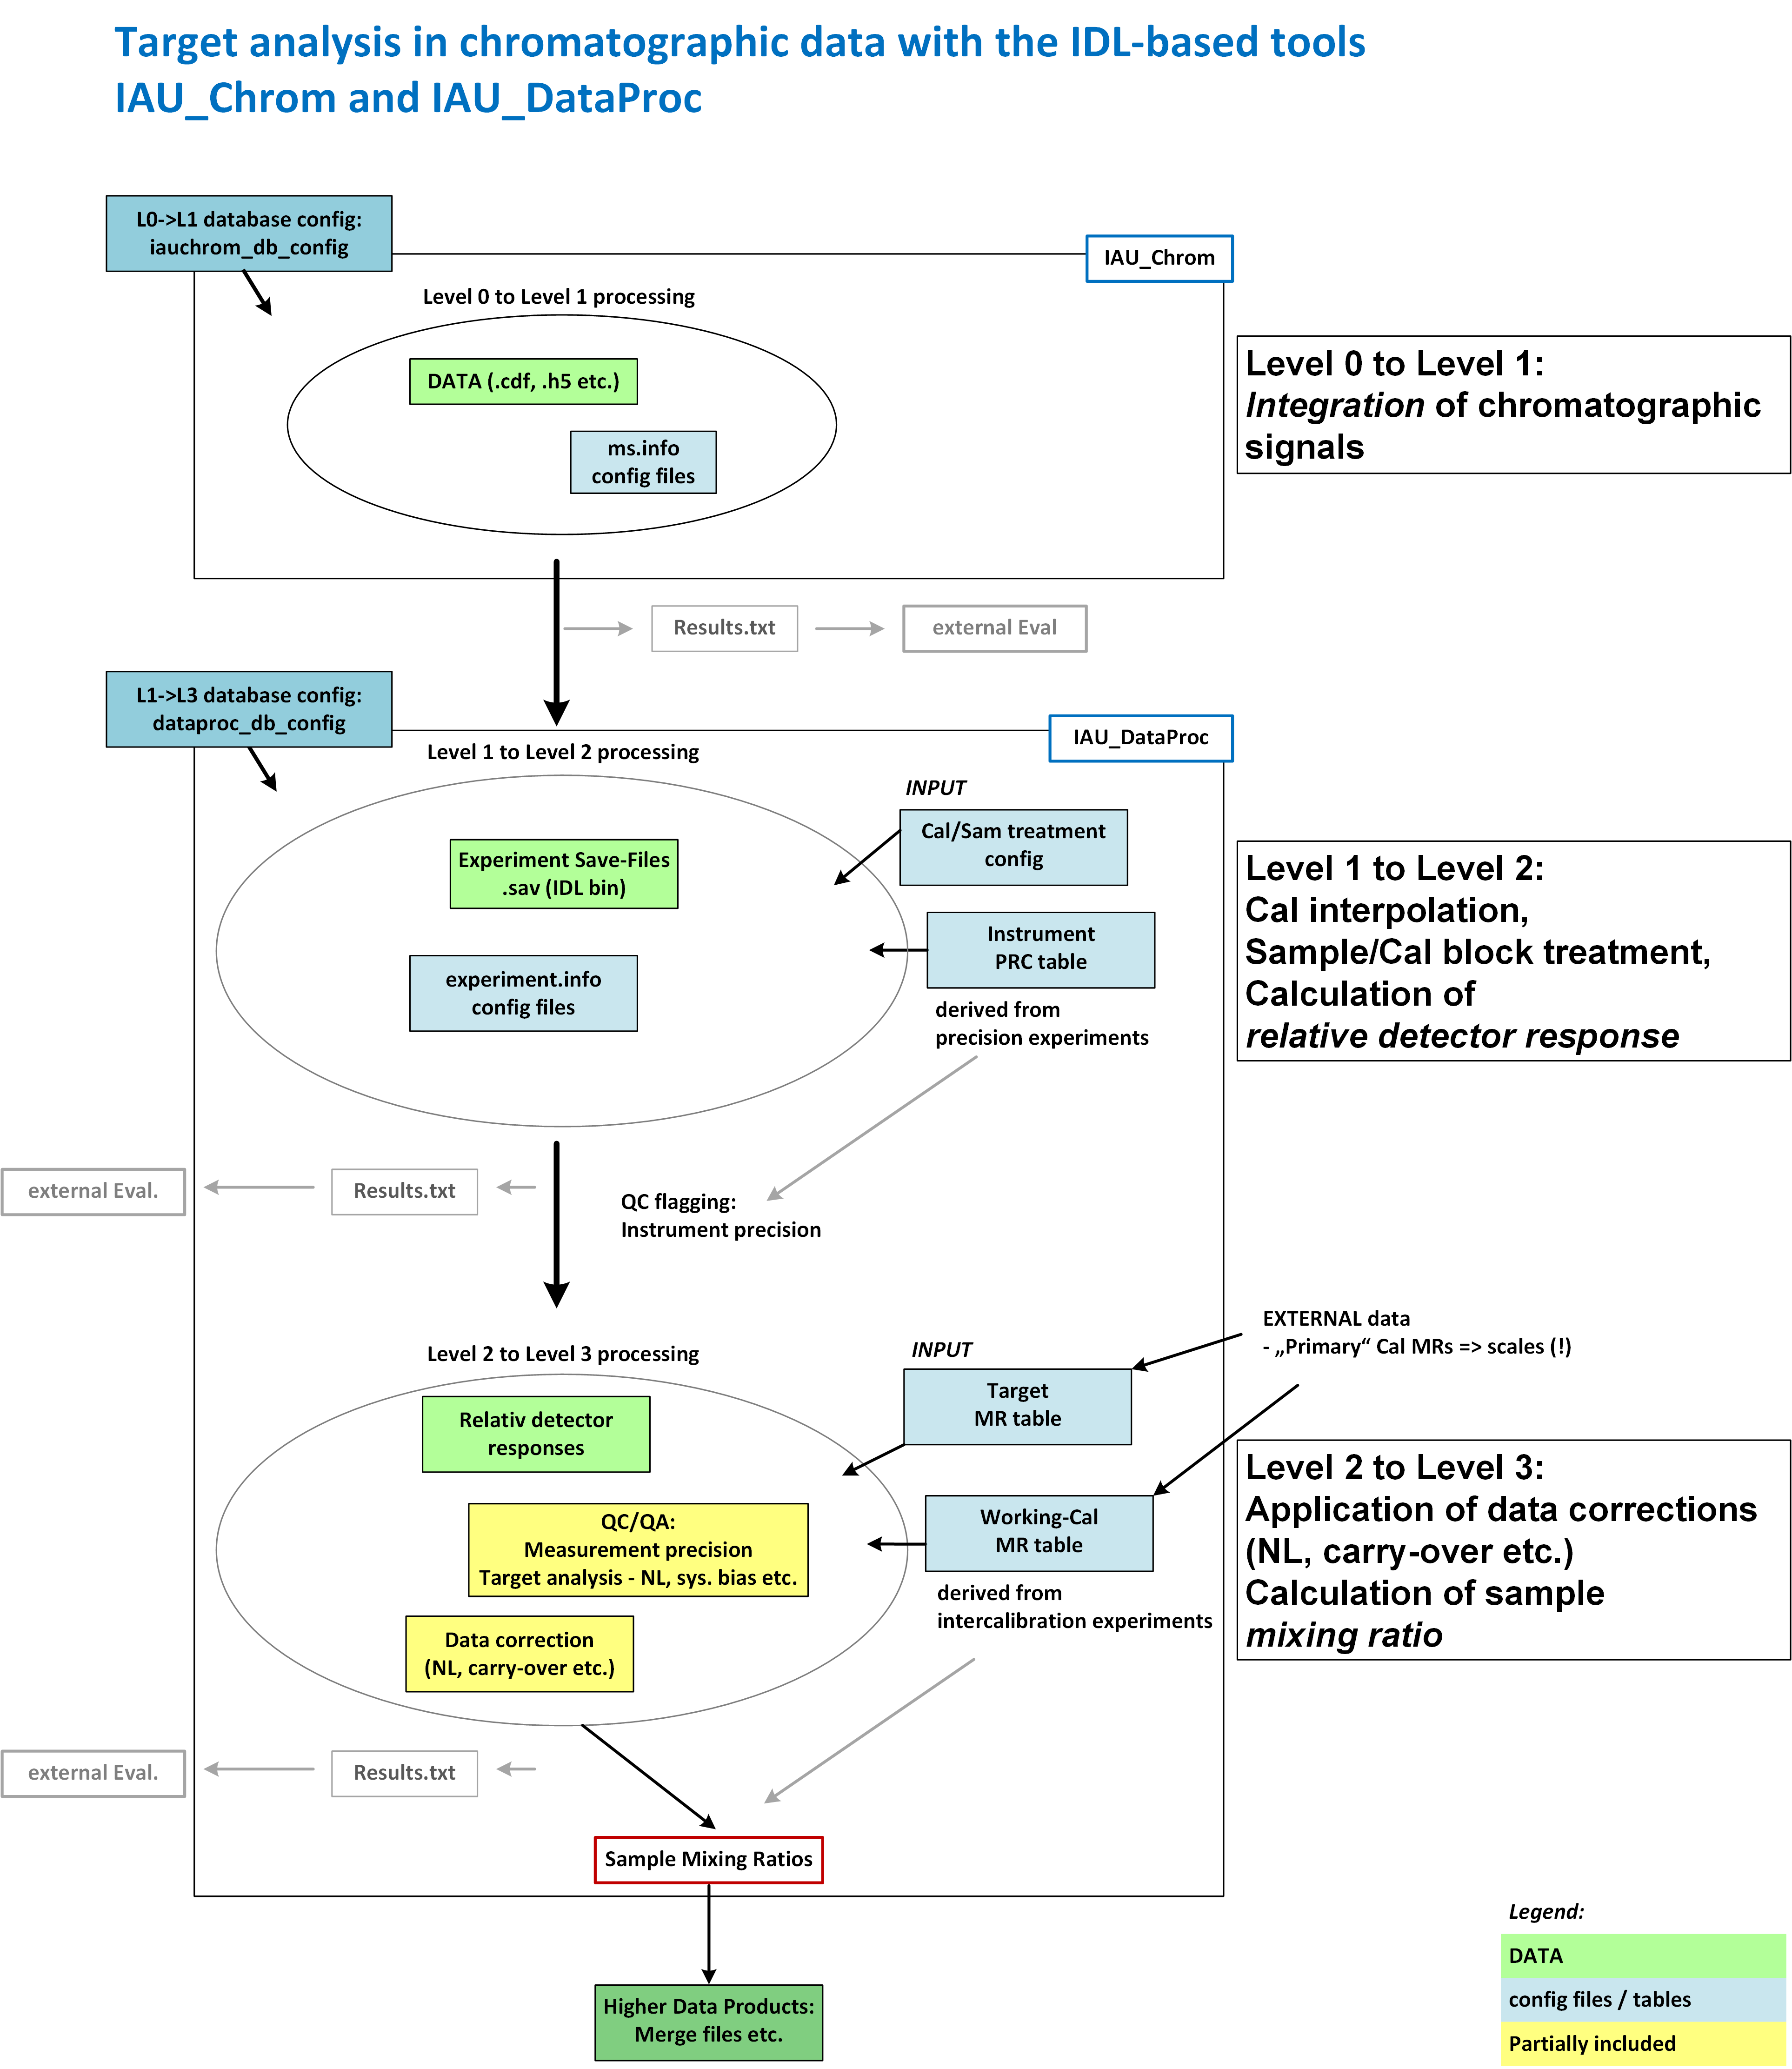 Target analysis in chromatographic data with the IDL-based tools
IAU_Chrom and IAU_DataProc
L0->L1 database config:
iauchrom_db_config
IAU_Chrom
Level 0 to Level 1 processing
DATA (.cdf, .h5 etc.)
ms.info
config files
Level 0 to Level 1:
Integration of chromatographic
signals
Results.txt
external Eval
L1->L3 database config:
dataproc_db_config
IAU_DataProc
Level 1 to Level 2 processing
INPUT
Cal/Sam treatment
config
Experiment Save-Files
.sav (IDL bin)
Instrument
PRC table
experiment.info
config files
derived from
precision experiments
Level 1 to Level 2:
Cal interpolation,
Sample/Cal block treatment,
Calculation of
relative detector response
external Eval.
Results.txt
QC flagging:
Instrument precision
EXTERNAL data
- „Primary“ Cal MRs => scales (!)
Level 2 to Level 3 processing
INPUT
Target
MR table
Relativ detector
responses
Working-Cal
MR table
QC/QA:
Measurement precision
Target analysis - NL, sys. bias etc.
derived from
intercalibration experiments
Data correction
(NL, carry-over etc.)
Level 2 to Level 3:
Application of data corrections
(NL, carry-over etc.)
Calculation of sample
mixing ratio
external Eval.
Results.txt
Sample Mixing Ratios
Higher Data Products:
Merge files etc.
Legend:
DATA
config files / tables
Partially included